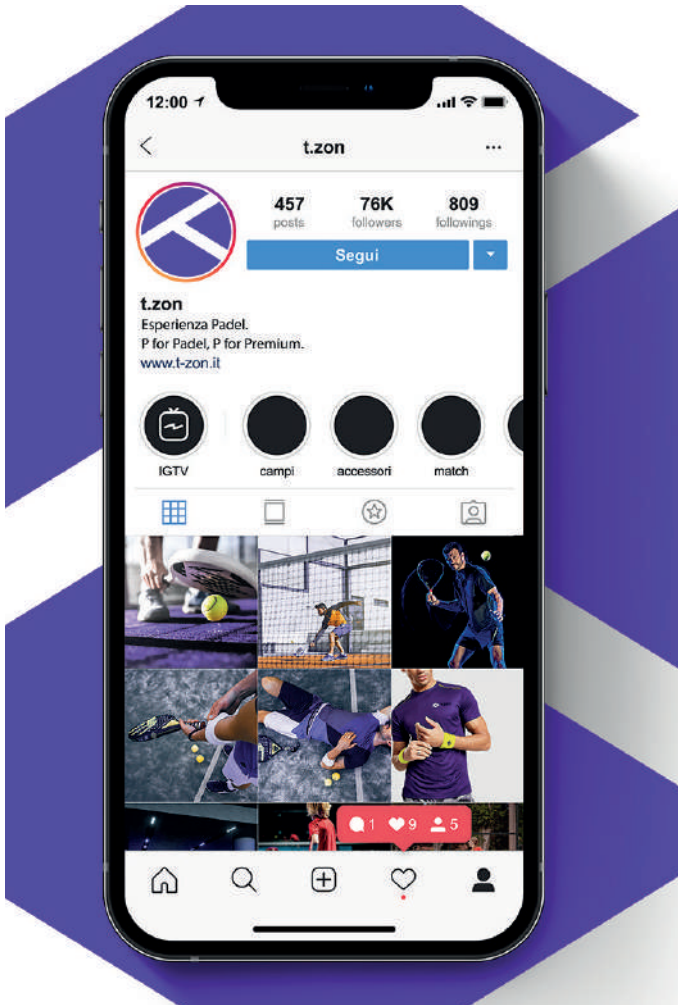 12:00
t.zon
457 76K 809
posts followers followings
Segui
t.zon
Esperienza Padel.
P for Padel, P for Premium.
www.t-zon.it
IGTV campi accessori match
1 9 5